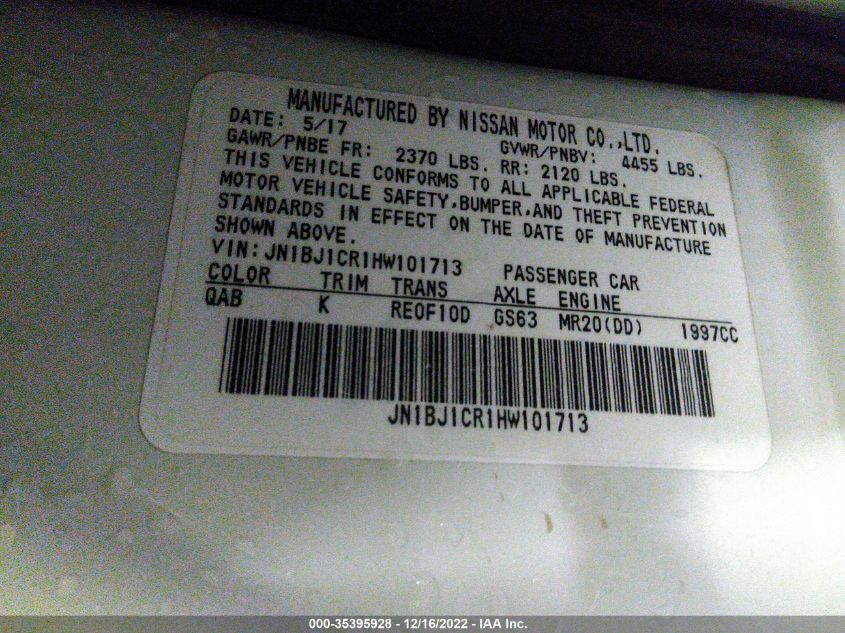 MANUFACTURED BY NISSAN MOTOR CO.,LTD.
DATE: 5/17 GVWR/PNBV: 4455 LBS.
GAWR/PNBE FR: 2370 LBS. RR: 2120 LBS.
THIS VEHICLE CONFORMS TO ALL APPLICABLE FEDERAL
MOTOR VEHICLE SAFETY,BUMPER,AND THEFT PREVENTION
STANDARDS IN EFFECT ON THE DATE OF MANUFACTURE
SHOWN ABOVE.
VIN:JN1BJ1CR1HW101713 PASSENGER CAR
COLOR TRIM TRANS AXLE ENGINE
QAB K RE0F10D GS63 MR20(DD) 1997CC
JN1BJ1CR1HW101713
000-35395928 - 12/16/2022 - IAA Inc.